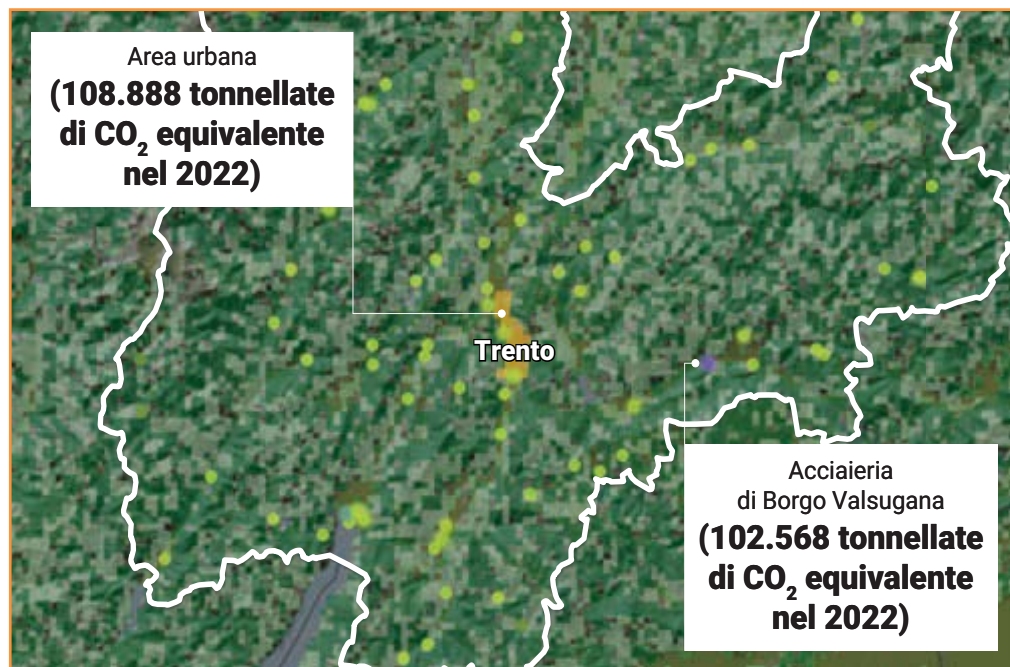 Area urbana
(108.888 tonnellate
di CO₂ equivalente
nel 2022)
Trento
Acciaieria
di Borgo Valsugana
(102.568 tonnellate
di CO₂ equivalente
nel 2022)